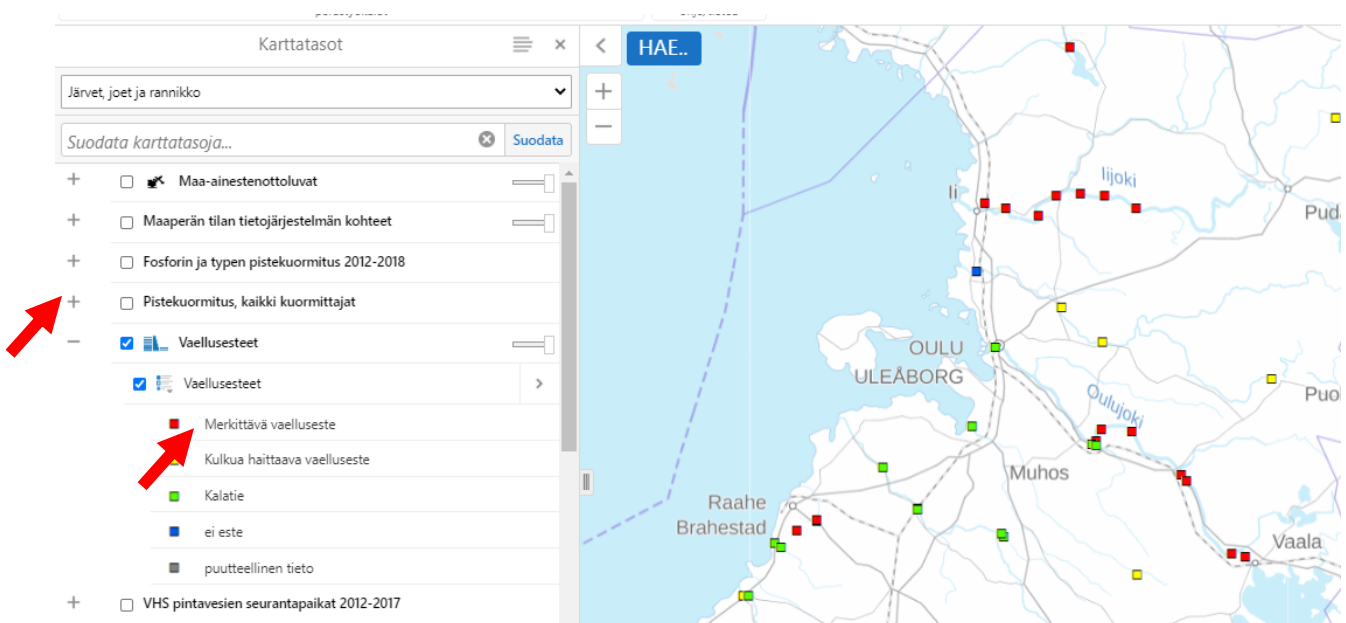 Karttatasot
HAE..
Järvet, joet ja rannikko
Suodata karttatasoja...
Suodata
Maa-ainestenottoluvat
Maaperän tilan tietojärjestelmän kohteet
Fosforin ja typen pistekuormitus 2012-2018
Pistekuormitus, kaikki kuormittajat
Vaellusesteet
Vaellusesteet
Merkittävä vaelluseste
Kulkua haittaava vaelluseste
Kalatie
ei este
puutteellinen tieto
VHS pintavesien seurantapaikat 2012-2017
Iijoki
Ii
Pud
OULU
ULEÅBORG
Oulujoki
Puo
Muhos
Raahe
Brahestad
Vaala